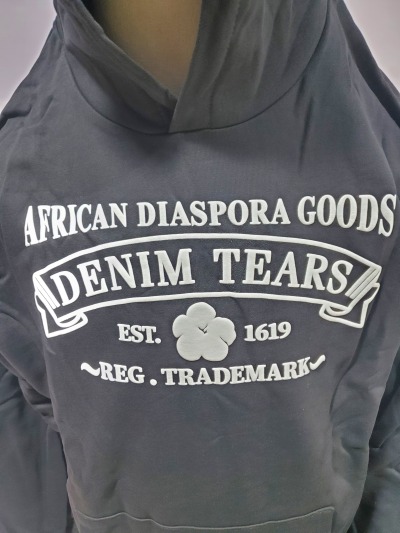 AFRICAN DIASPORA GOODS
DENIM TEARS
EST. 1619
~REG. TRADEMARK~